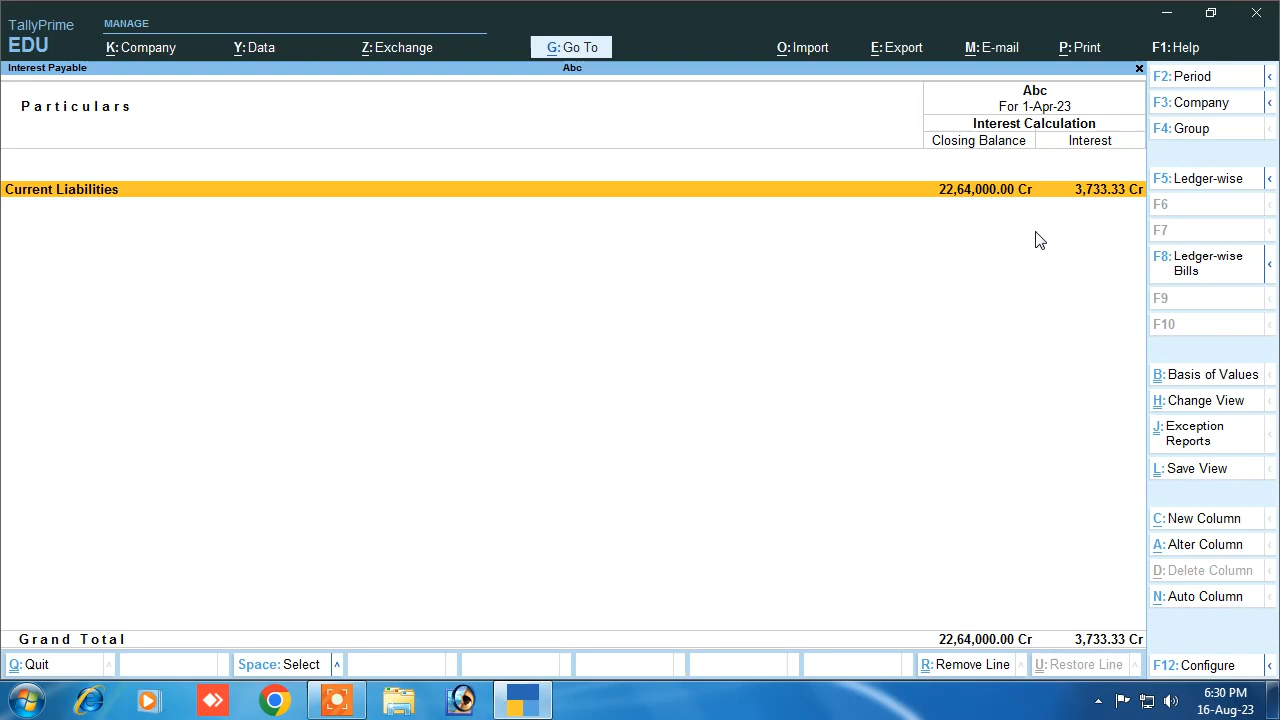 TallyPrime
EDU
MANAGE
K: Company
Y: Data
Z: Exchange
G: Go To
O: Import
E: Export
M: E-mail
P: Print
F1: Help
Interest Payable
Abc
Particulars
Abc
For 1-Apr-23
Interest Calculation
Closing Balance
Interest
Current Liabilities
22,64,000.00 Cr
3,733.33 Cr
Grand Total
22,64,000.00 Cr
3,733.33 Cr
F2: Period
F3: Company
F4: Group
F5: Ledger-wise
F6
F7
F8: Ledger-wise
Bills
F9
F10
B: Basis of Values
H: Change View
J: Exception
Reports
L: Save View
C: New Column
A: Alter Column
D: Delete Column
N: Auto Column
Q: Quit
Space: Select
R: Remove Line
U: Restore Line
F12: Configure
6:30 PM
16-Aug-23